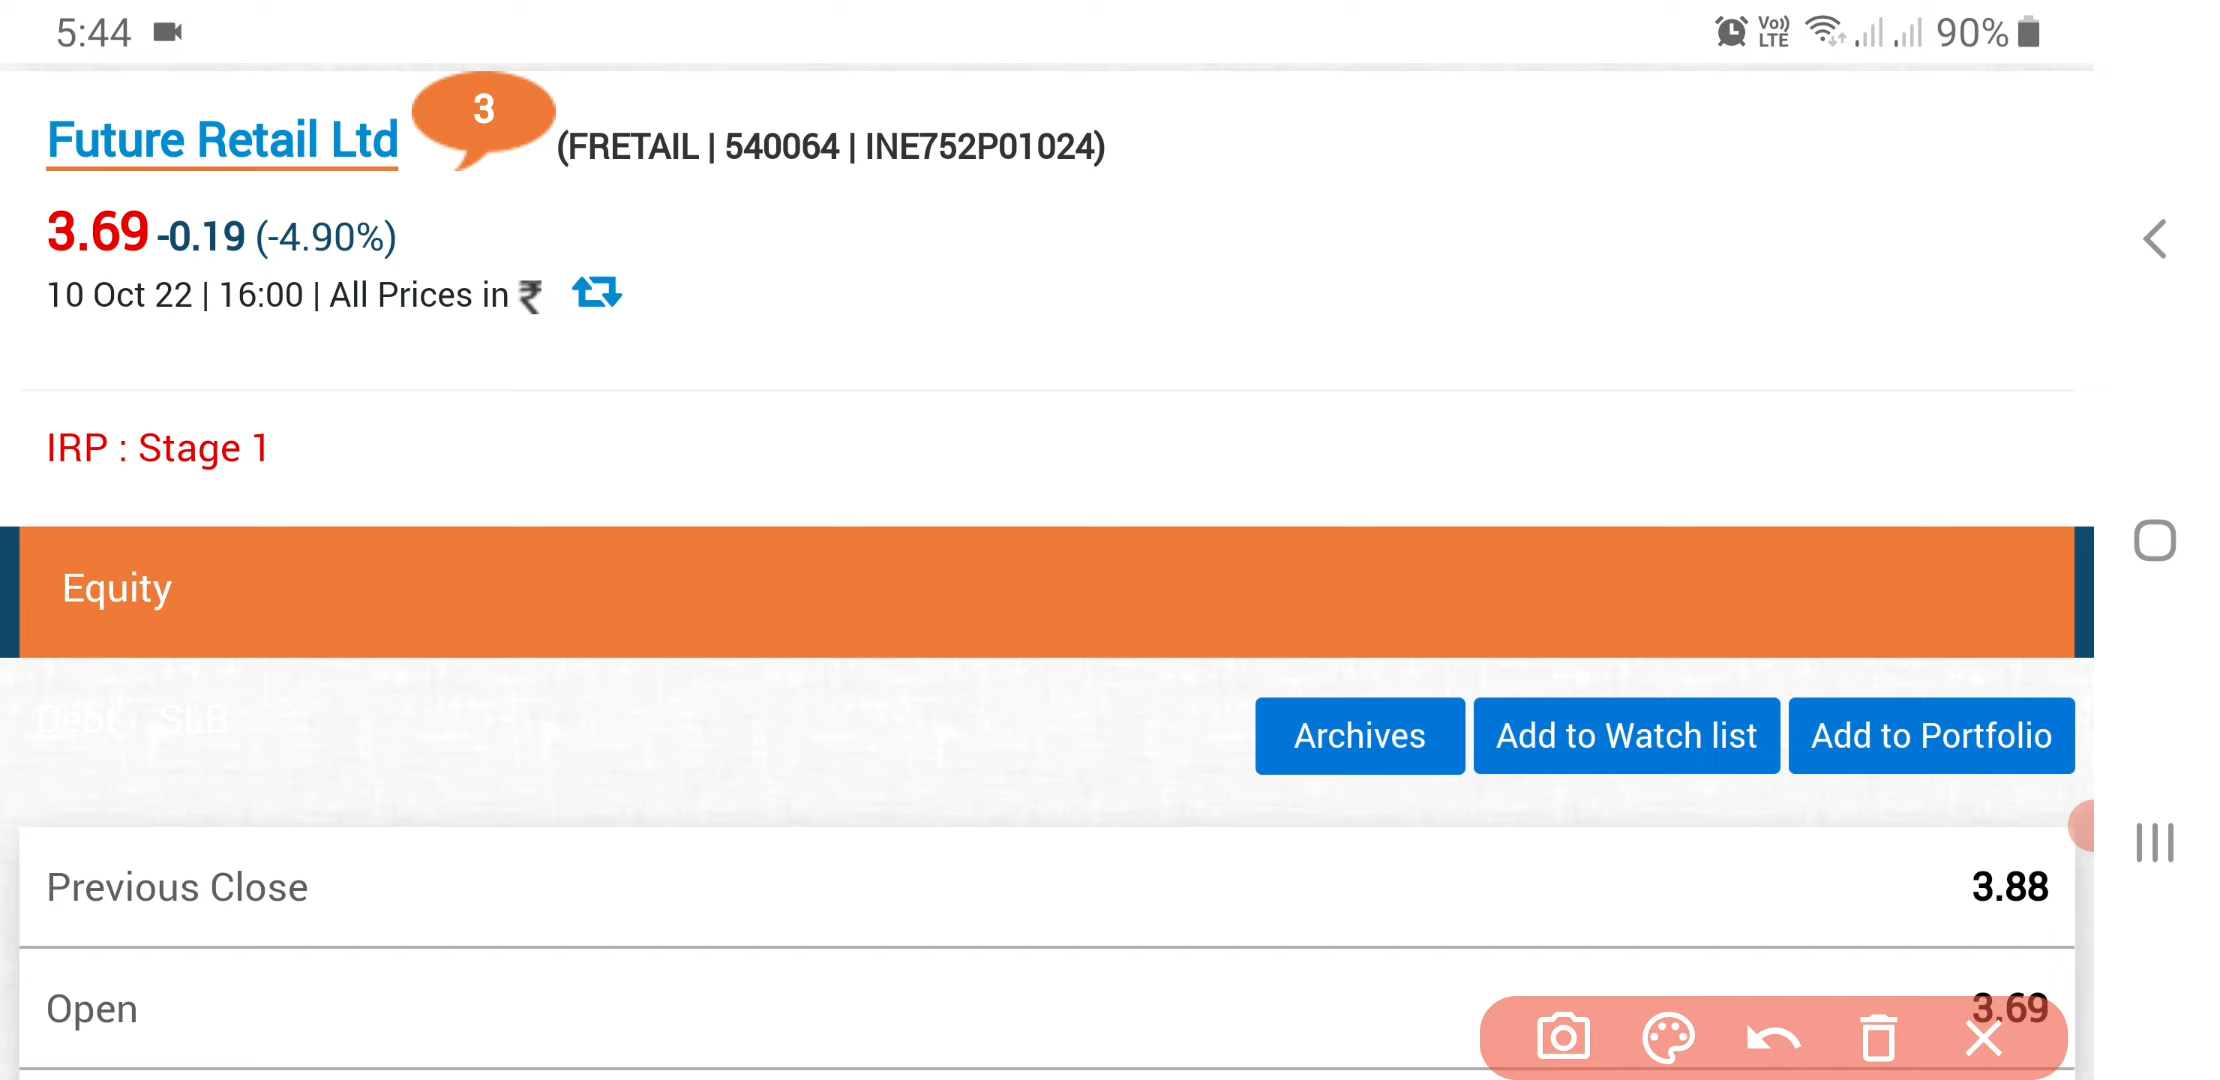 5:44 Vo)) LTE 90%
Future Retail Ltd 3 (FRETAIL | 540064 | INE752P01024)
3.69 -0.19 (-4.90%)
10 Oct 22 | 16:00 | All Prices in ₹
IRP : Stage 1
Equity
Debt SLB
Archives Add to Watch list Add to Portfolio
Previous Close 3.88
Open 3.69